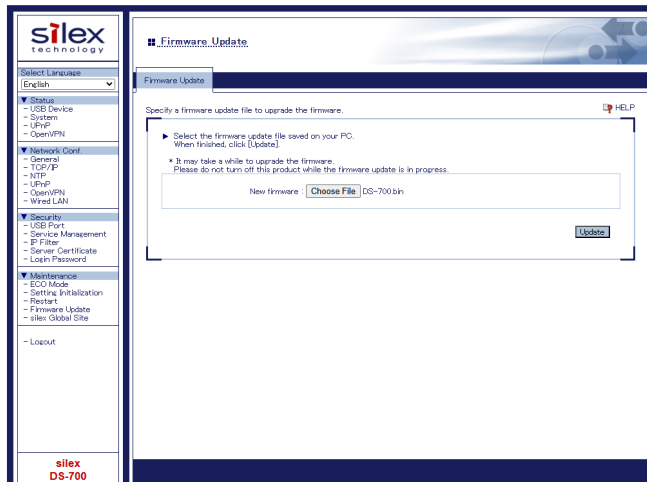 silex
technology
Select Language
English
▼ Status
- USB Device
- System
- UPnP
- OpenVPN
▼ Network Conf.
- General
- TCP/IP
- NTP
- UPnP
- OpenVPN
- Wired LAN
▼ Security
- USB Port
- Service Management
- IP Filter
- Server Certificate
- Login Password
▼ Maintenance
- ECO Mode
- Setting Initialization
- Restart
- Firmware Update
- silex Global Site
- Logout
silex
DS-700
Firmware Update
Firmware Update
Specify a firmware update file to upgrade the firmware.
HELP
▶ Select the firmware update file saved on your PC.
When finished, click [Update].
* It may take a while to upgrade the firmware.
Please do not turn off this product while the firmware update is in progress.
New firmware : Choose File DS-700.bin
Update